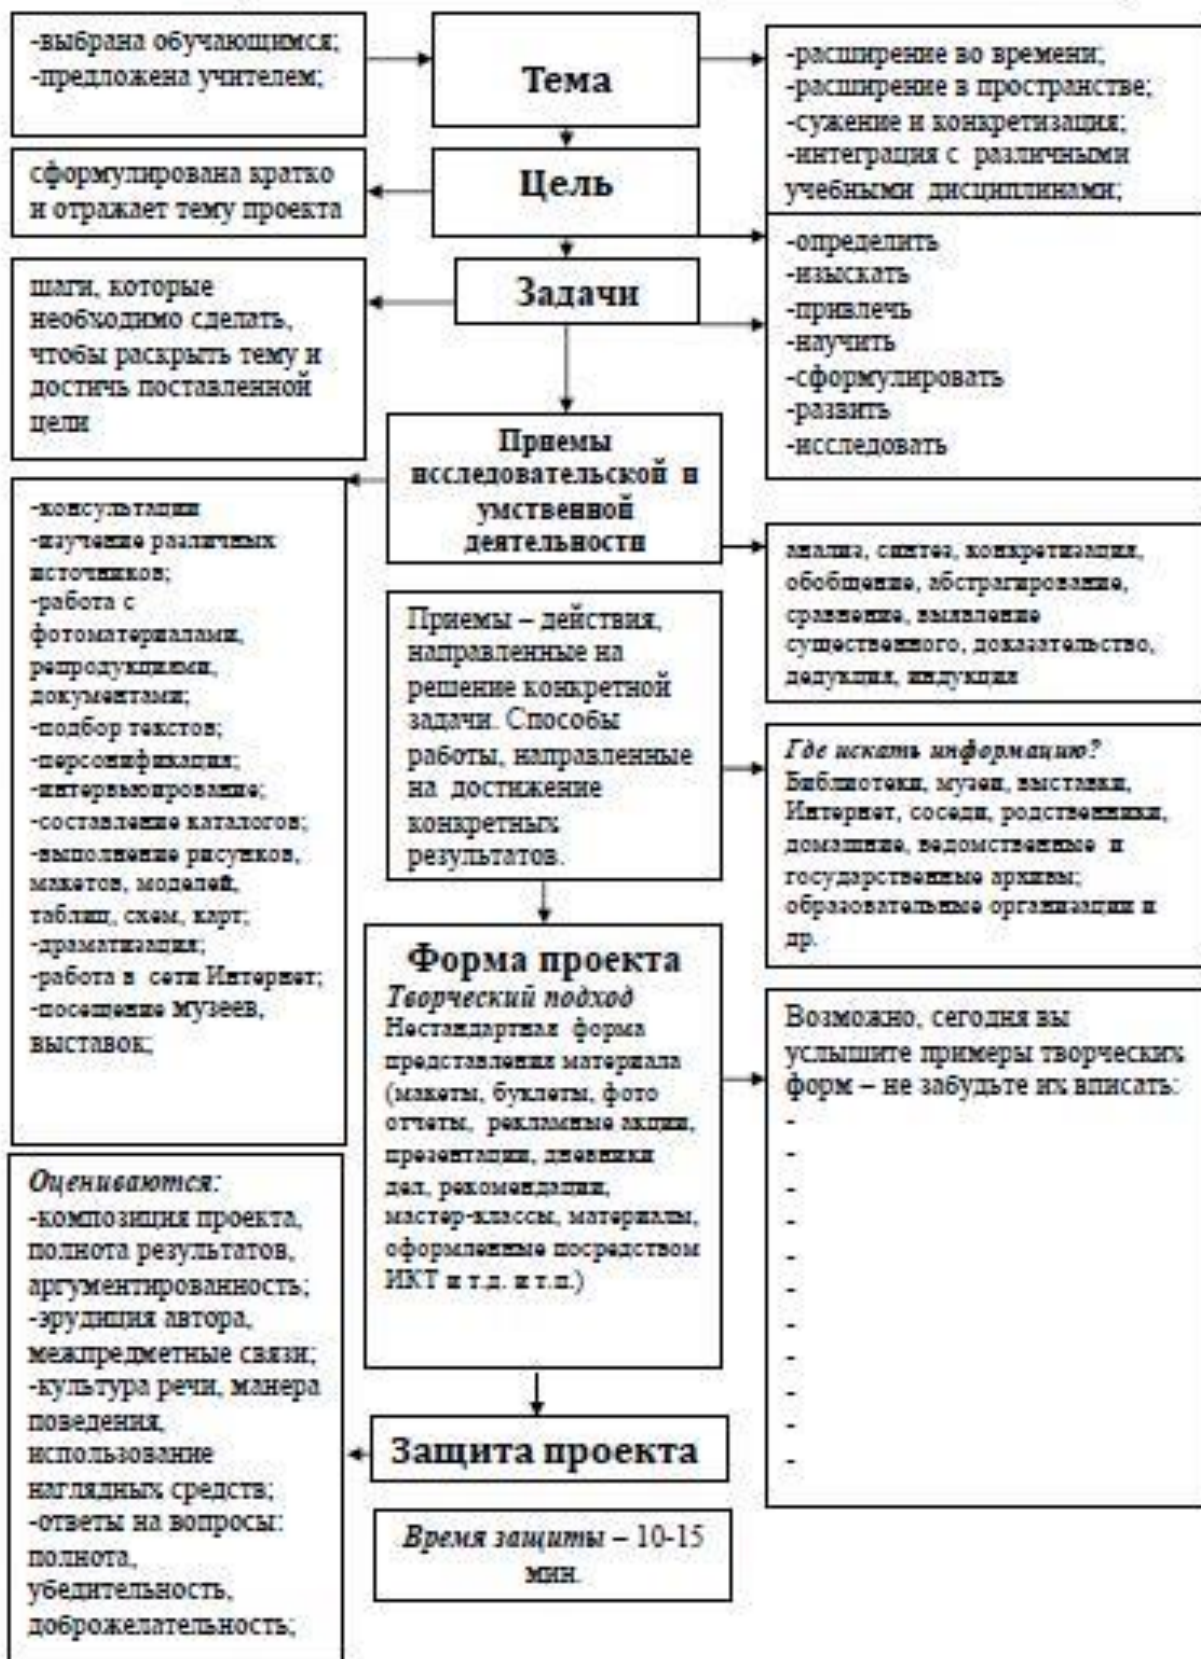 -выбрана обучающимся;
-предложена учителем;
Тема
-расширение во времени;
-расширение в пространстве;
-сужение и конкретизация;
-интеграция с различными
учебными дисциплинами;
сформулирована кратко
и отражает тему проекта
Цель
-определить
-изыскать
-привлечь
-научить
-сформулировать
-развить
-исследовать
шаги, которые
необходимо сделать,
чтобы раскрыть тему и
достичь поставленной
цели
Задачи
Приемы
исследовательской и
умственной
деятельности
-консультации
-изучение различных
источников;
-работа с
фотоматериалами,
репродукциями,
документами;
-подбор текстов;
-персонификация;
-интервьюирование;
-составление каталогов;
-выполнение рисунков,
макетов, моделей,
таблиц, схем, карт;
-драматизация;
-работа в сети Интернет;
-посещение музеев,
выставок;
анализ, синтез, конкретизация,
обобщение, абстрагирование,
сравнение, выявление
существенного, доказательство,
дедукция, индукция
Приемы – действия,
направленные на
решение конкретной
задачи. Способы
работы, направленные
на достижение
конкретных
результатов.
Где искать информацию?
Библиотеки, музеи, выставки,
Интернет, соседи, родственники,
домашние, ведомственные и
государственные архивы;
образовательные организации и
др.
Форма проекта
Творческий подход
Нестандартная форма
представления материала
(макеты, буклеты, фото
отчеты, рекламные акции,
презентации, дневники
дел, рекомендации,
мастер-классы, материалы,
оформленные посредством
ИКТ и т.д. и т.п.)
Возможно, сегодня вы
услышите примеры творческих
форм – не забудьте их вписать:
-
-
-
-
-
-
-
-
-
-
-
Оцениваются:
-композиция проекта,
полнота результатов,
аргументированность;
-эрудиция автора,
межпредметные связи;
-культура речи, манера
поведения,
использование
наглядных средств;
-ответы на вопросы:
полнота,
убедительность,
доброжелательность;
Защита проекта
Время защиты – 10-15
мин.